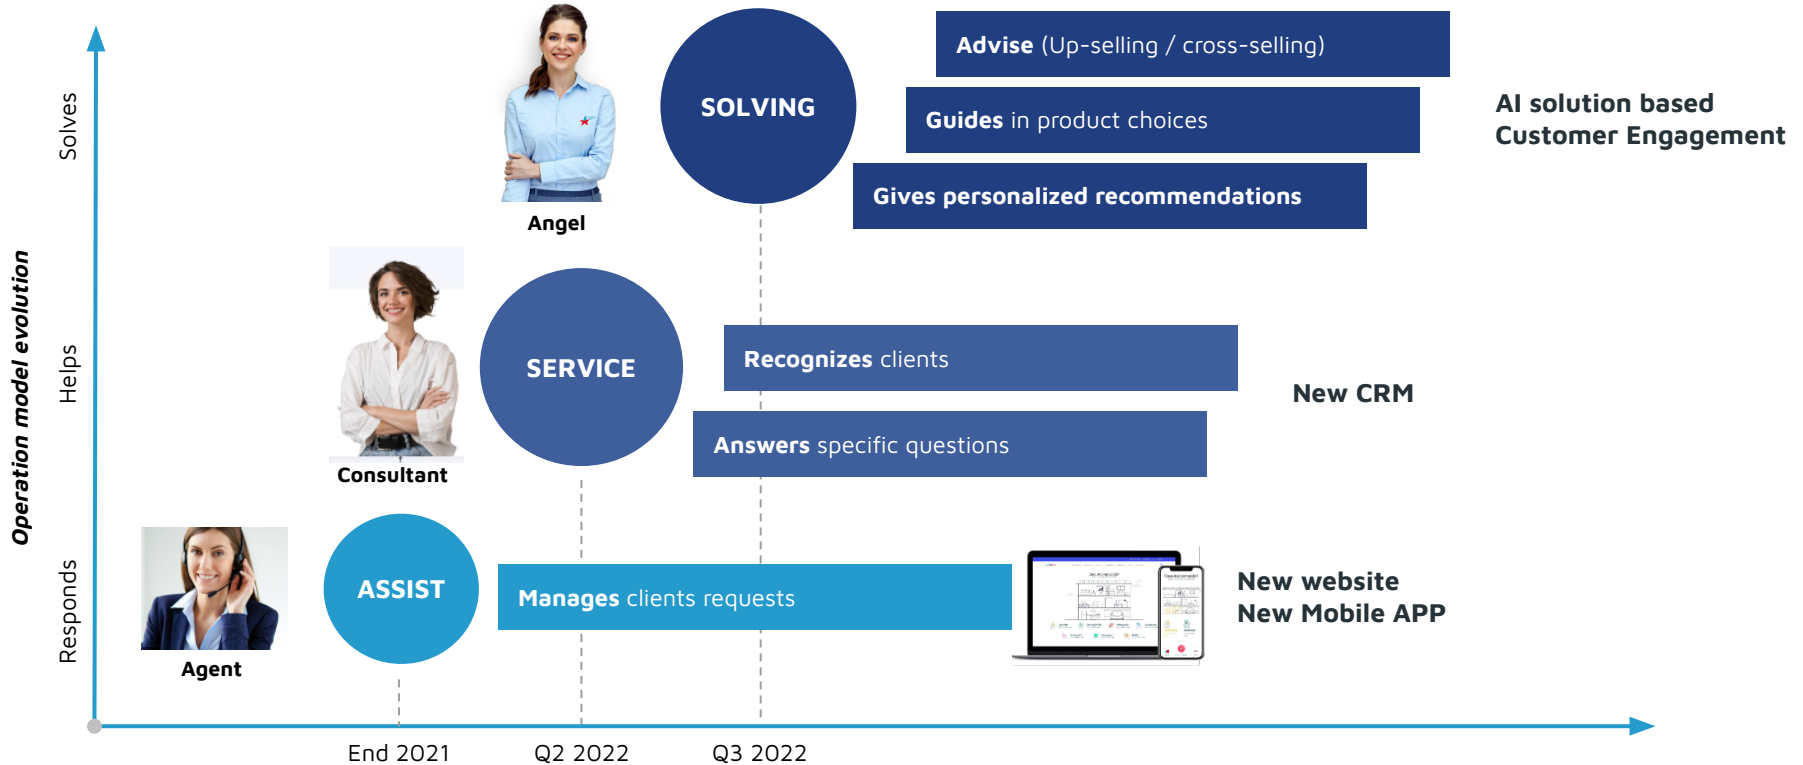 Advise (Up-selling / cross-selling)
SOLVING
Guides in product choices
Gives personalized recommendations
AI solution based
Customer Engagement
Solves
Angel
Operation model evolution
Helps
SERVICE
Recognizes clients
Answers specific questions
New CRM
Consultant
Responds
ASSIST
Manages clients requests
New website
New Mobile APP
Agent
End 2021
Q2 2022
Q3 2022